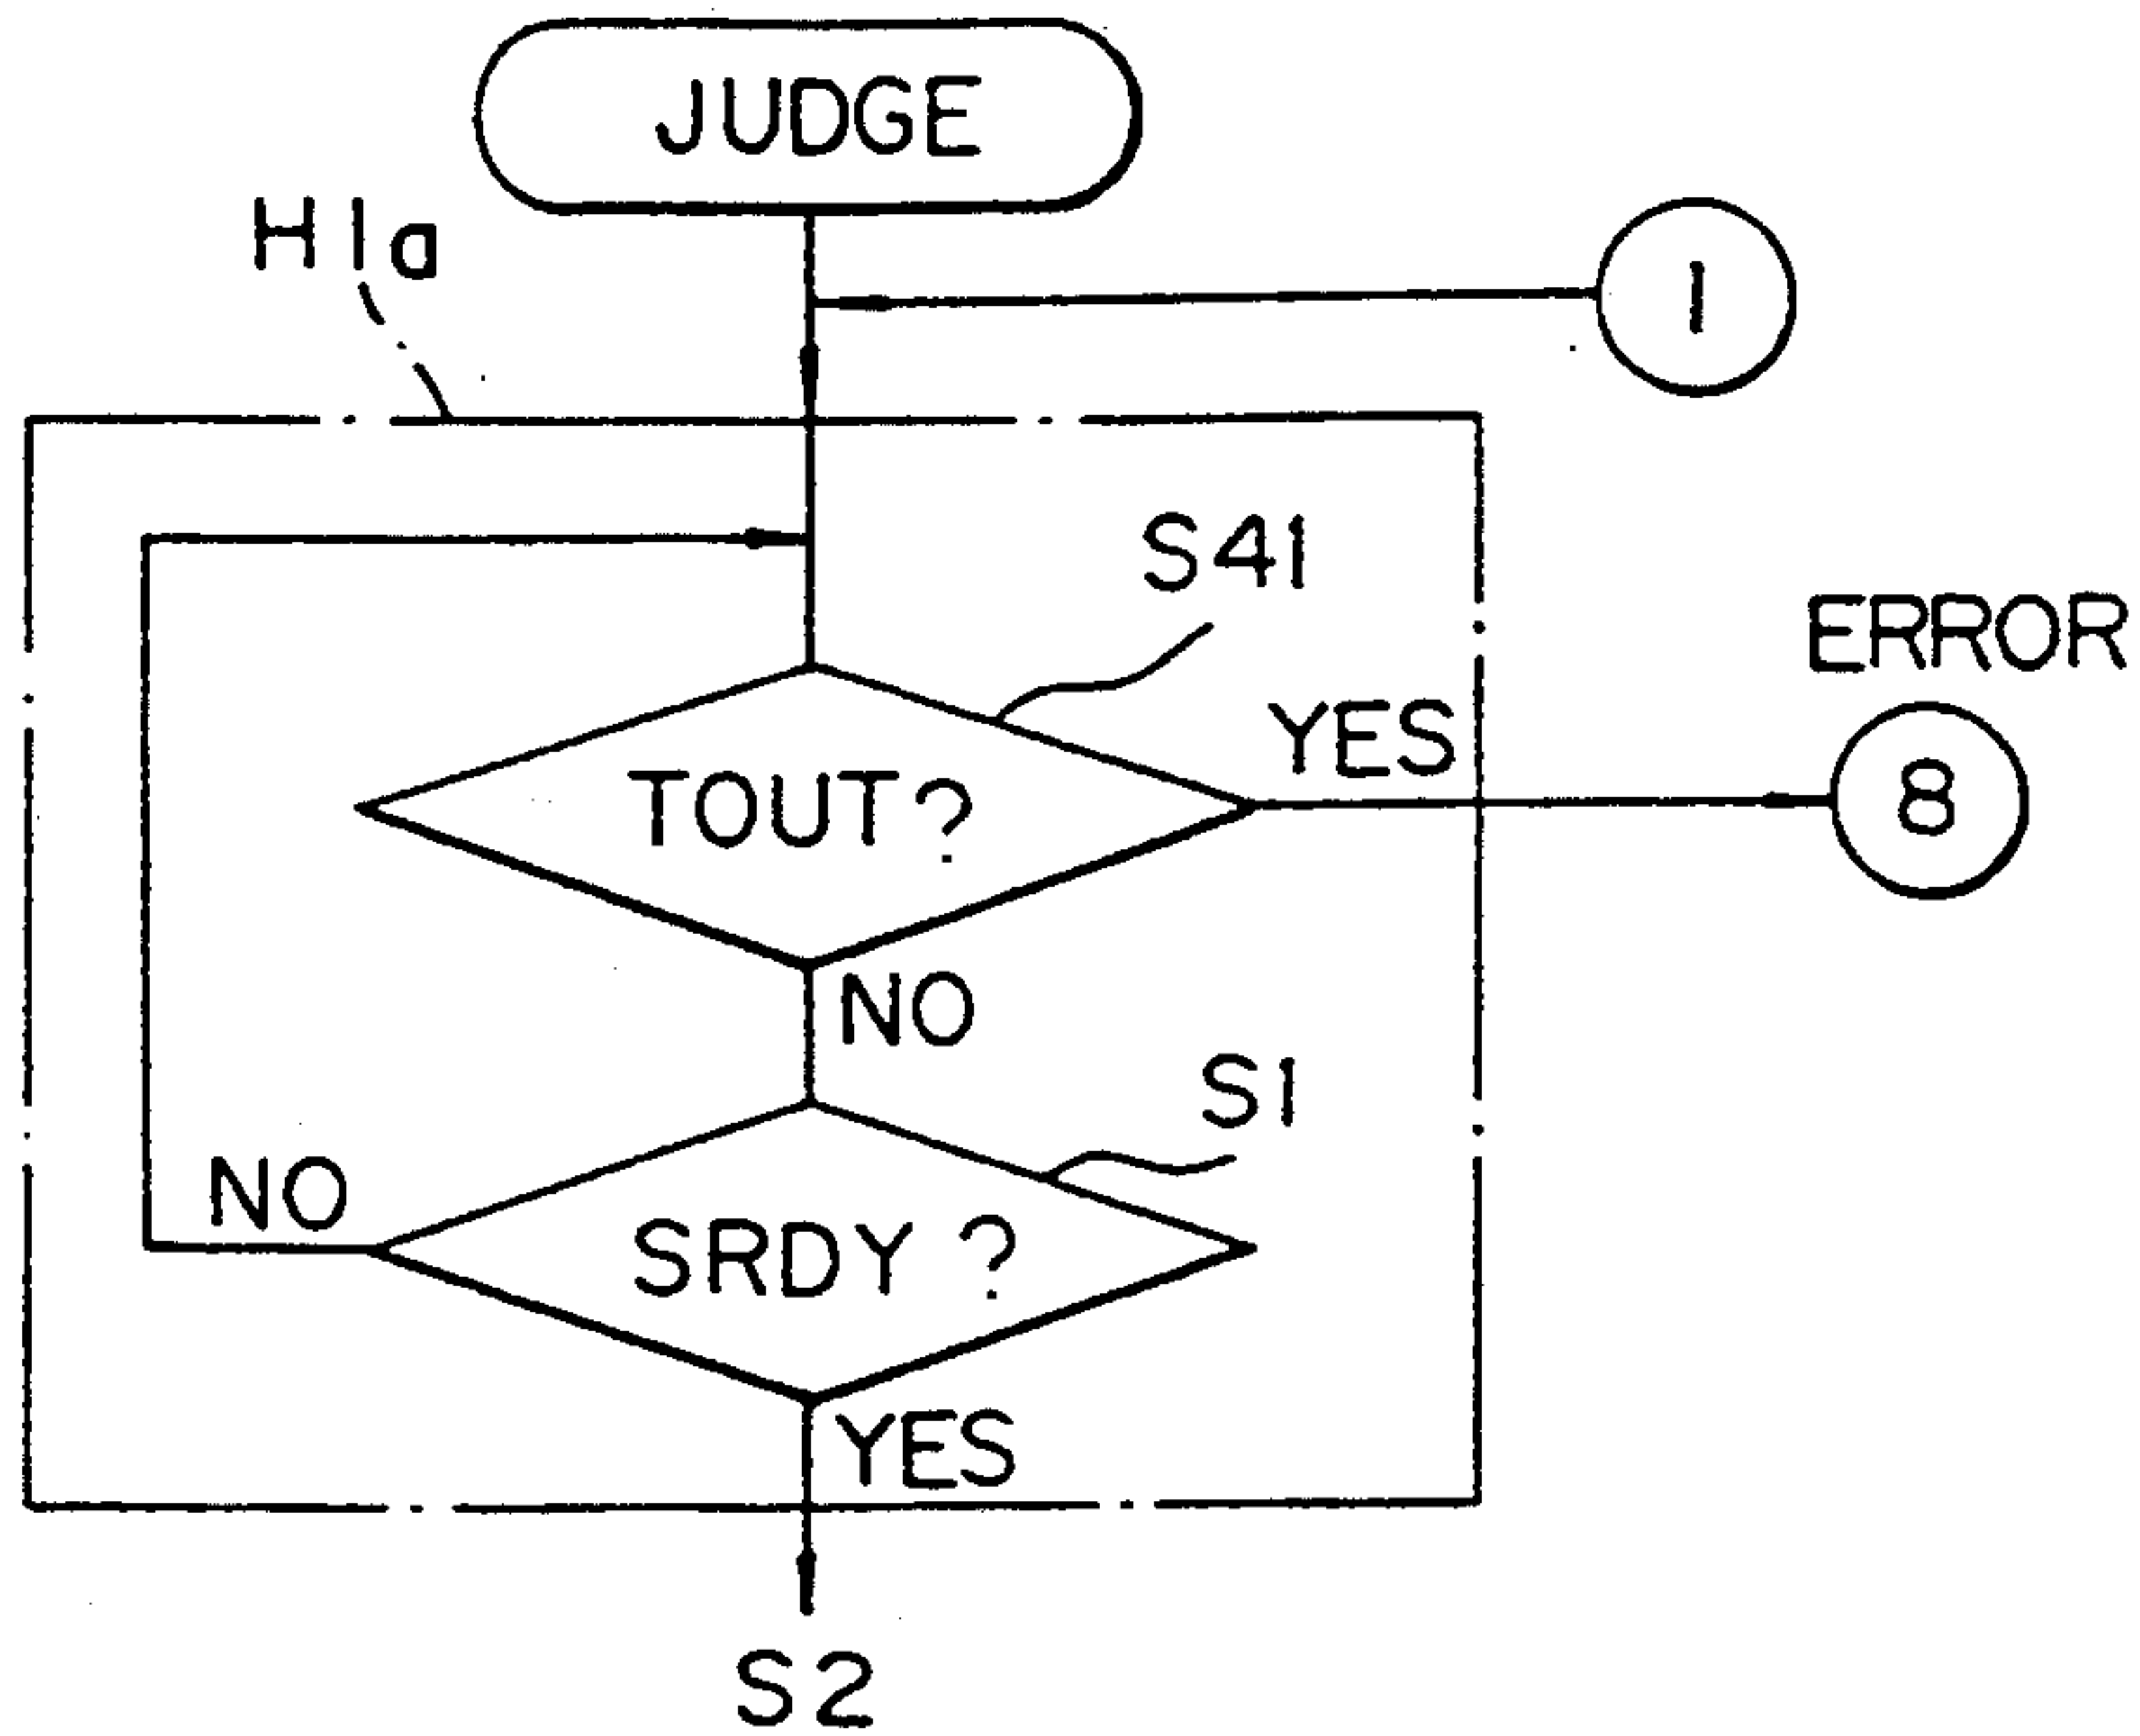 JUDGE
H1a
1
S41
ERROR
YES
TOUT?
8
NO
S1
NO
SRDY ?
YES
S2